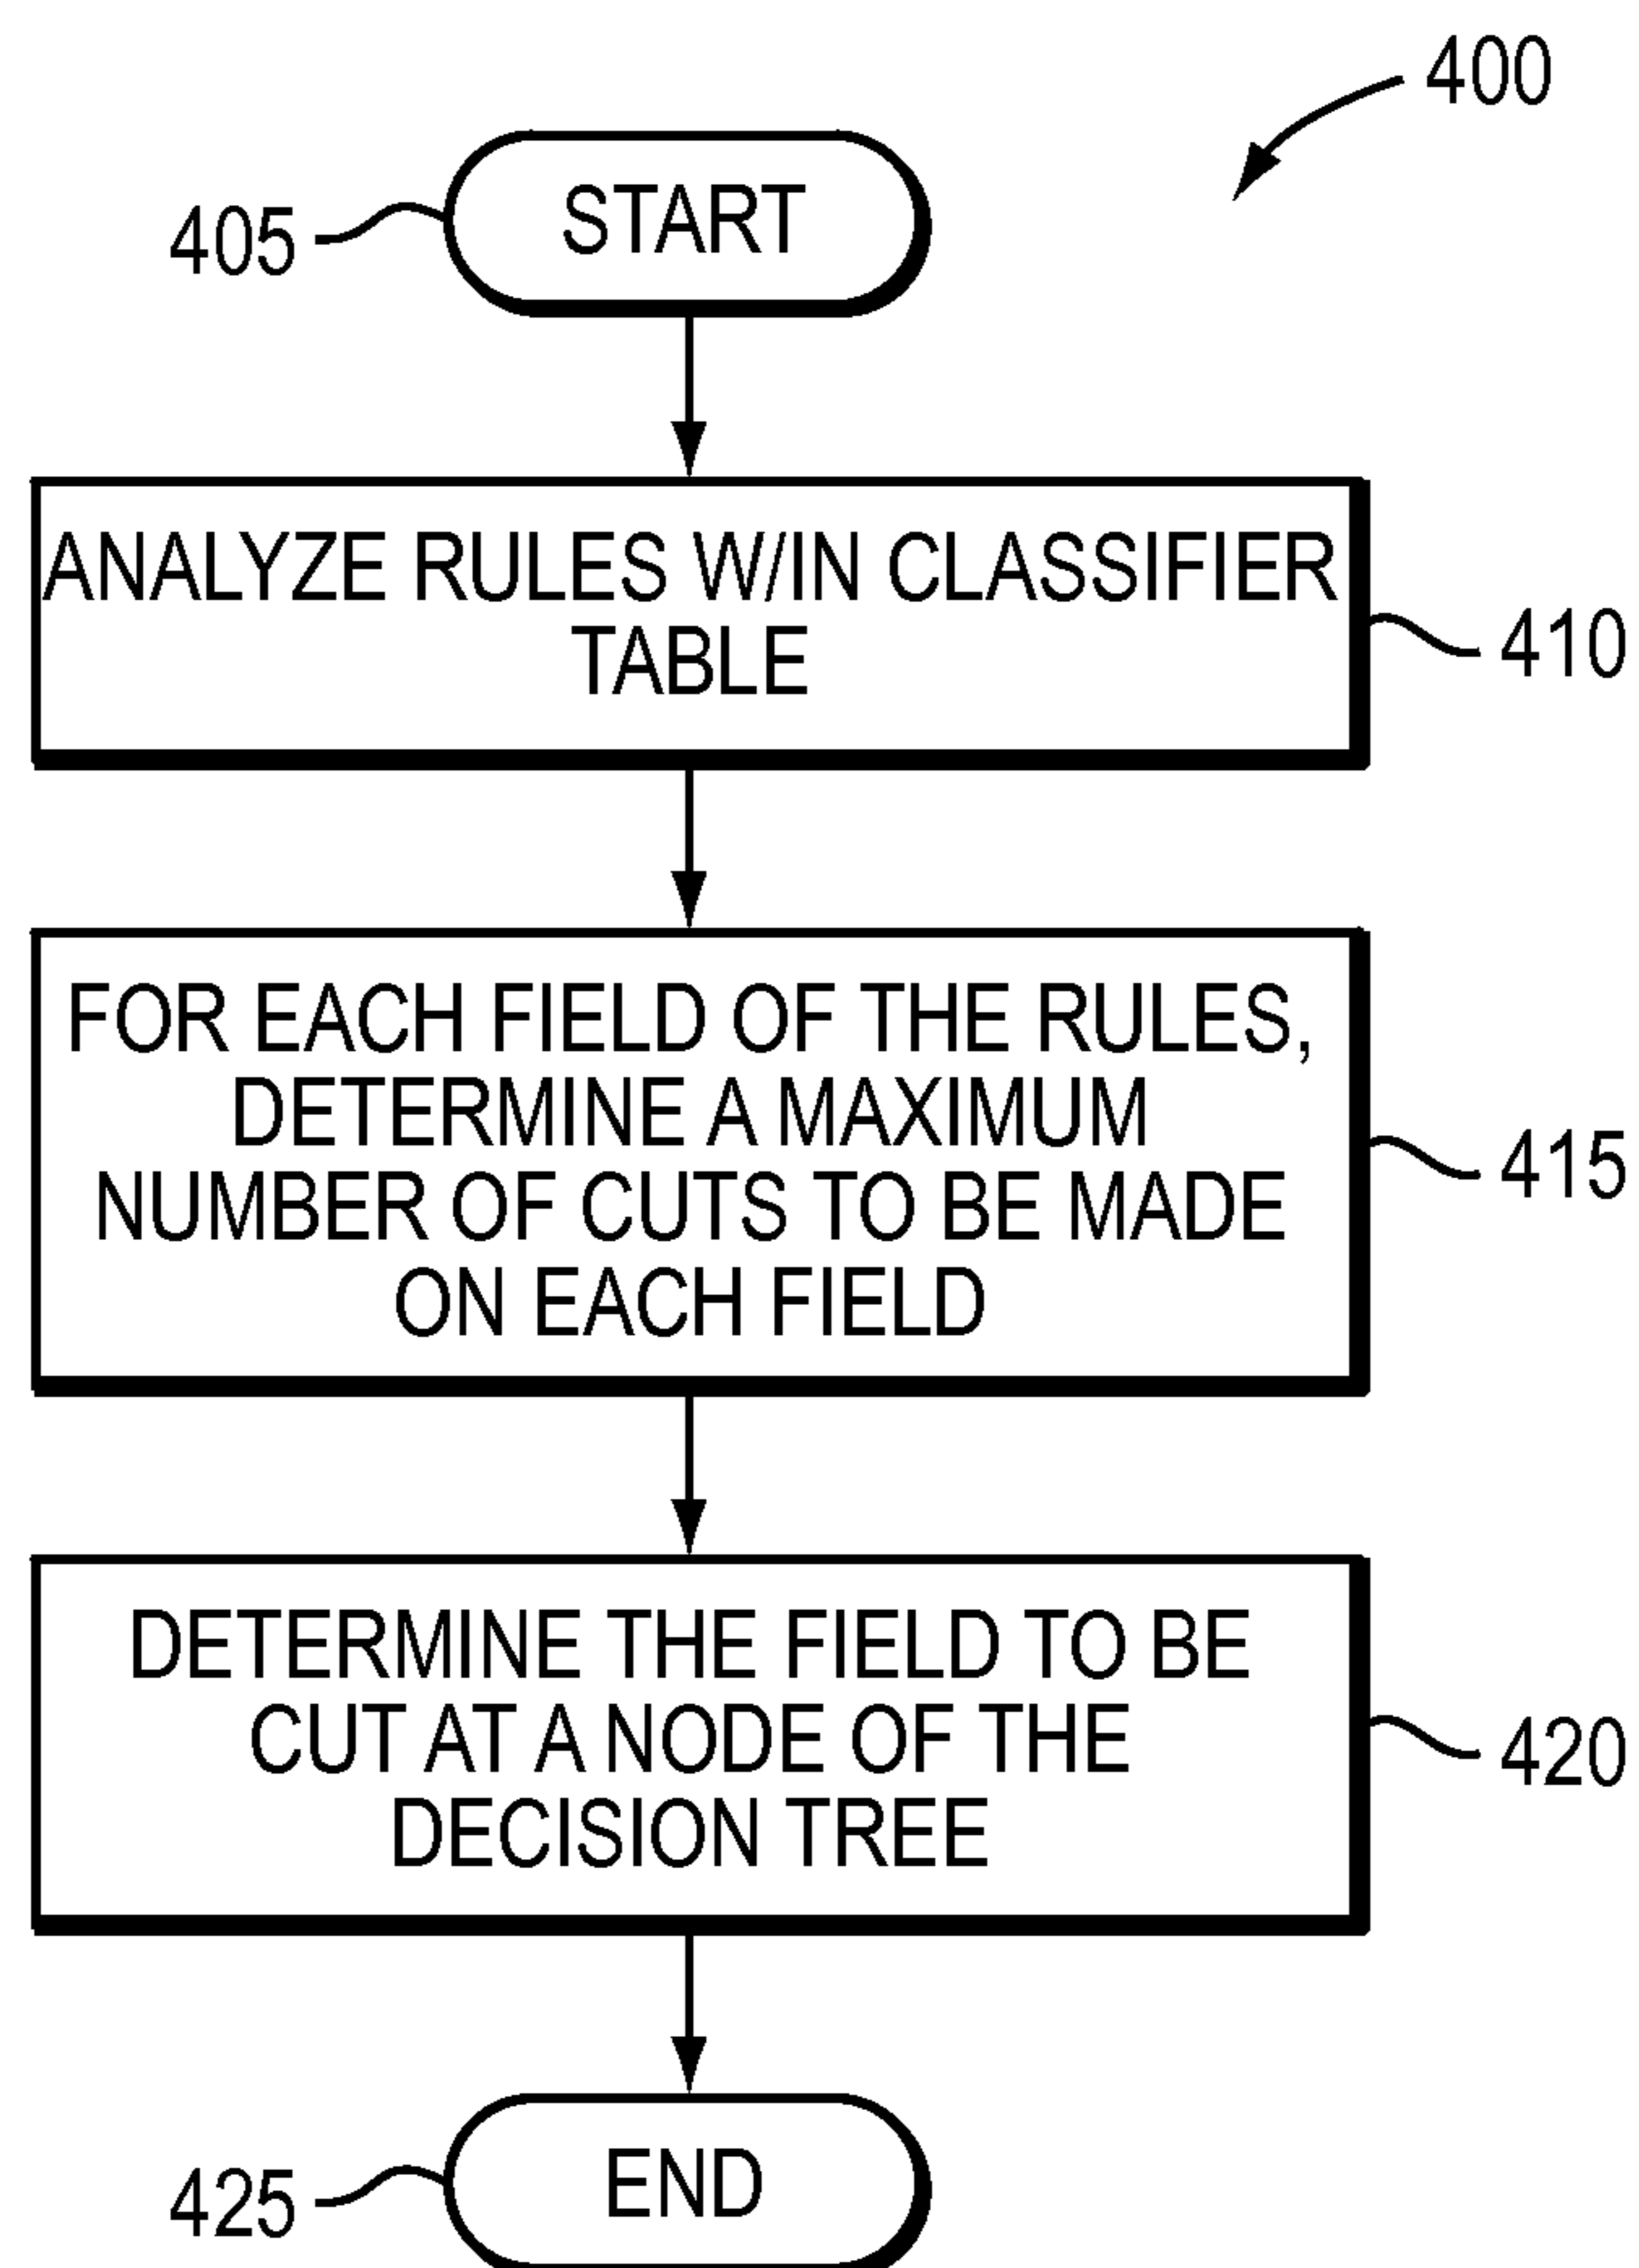 400
405
START
ANALYZE RULES W/IN CLASSIFIER
TABLE
410
FOR EACH FIELD OF THE RULES,
DETERMINE A MAXIMUM
NUMBER OF CUTS TO BE MADE
ON EACH FIELD
415
DETERMINE THE FIELD TO BE
CUT AT A NODE OF THE
DECISION TREE
420
425
END